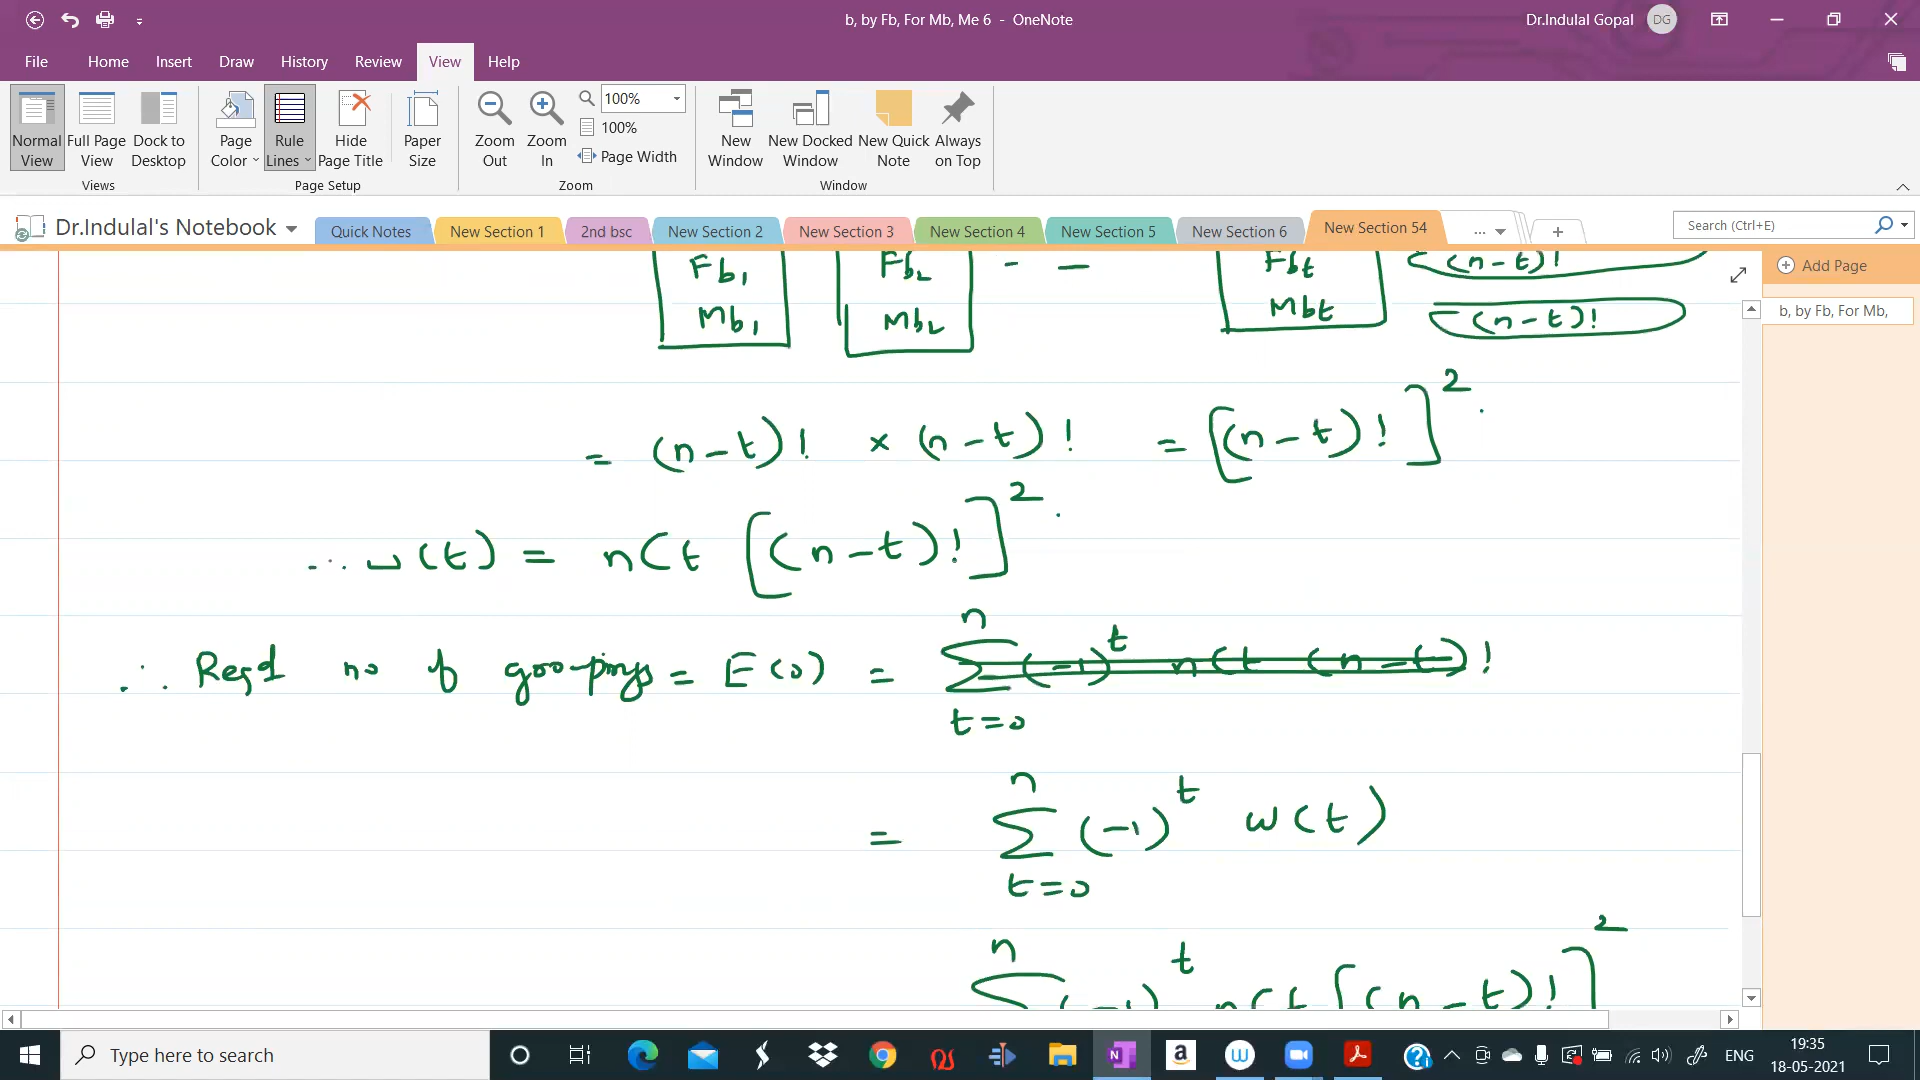 b, by Fb, For Mb, Me 6 - OneNote
Dr.Indulal Gopal DG
File Home Insert Draw History Review View Help
Normal View Full Page View Dock to Desktop Page Color Rule Lines Hide Page Title Paper Size Zoom Out Zoom In 100% 100% Page Width New Window New Docked Window New Quick Note Always on Top
Views Page Setup Zoom Window
Dr.Indulal's Notebook Quick Notes New Section 1 2nd bsc New Section 2 New Section 3 New Section 4 New Section 5 New Section 6 New Section 54 ... + Search (Ctrl+E)
Add Page
b, by Fb, For Mb,
Fb₁ Fb₂ - — Fbt (n-t)!
Mb₁ Mb₂ Mbt (n-t)!
= (n-t)! × (n-t)! = [(n-t)!]².
∴ ω(t) = nCt [(n-t)!]².
∴ Reqd no of groupings = E(0) = n∑t=0 (-1)^t nCt (n-t)!
= n∑t=0 (-1)^t w(t)
n∑ (-1)^t nCt [(n-t)!]²
Type here to search
ENG 19:35
18-05-2021